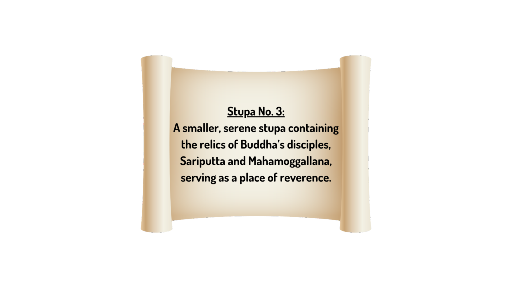 Stupa No. 3:
A smaller, serene stupa containing
the relics of Buddha's disciples,
Sariputta and Mahamoggallana,
serving as a place of reverence.